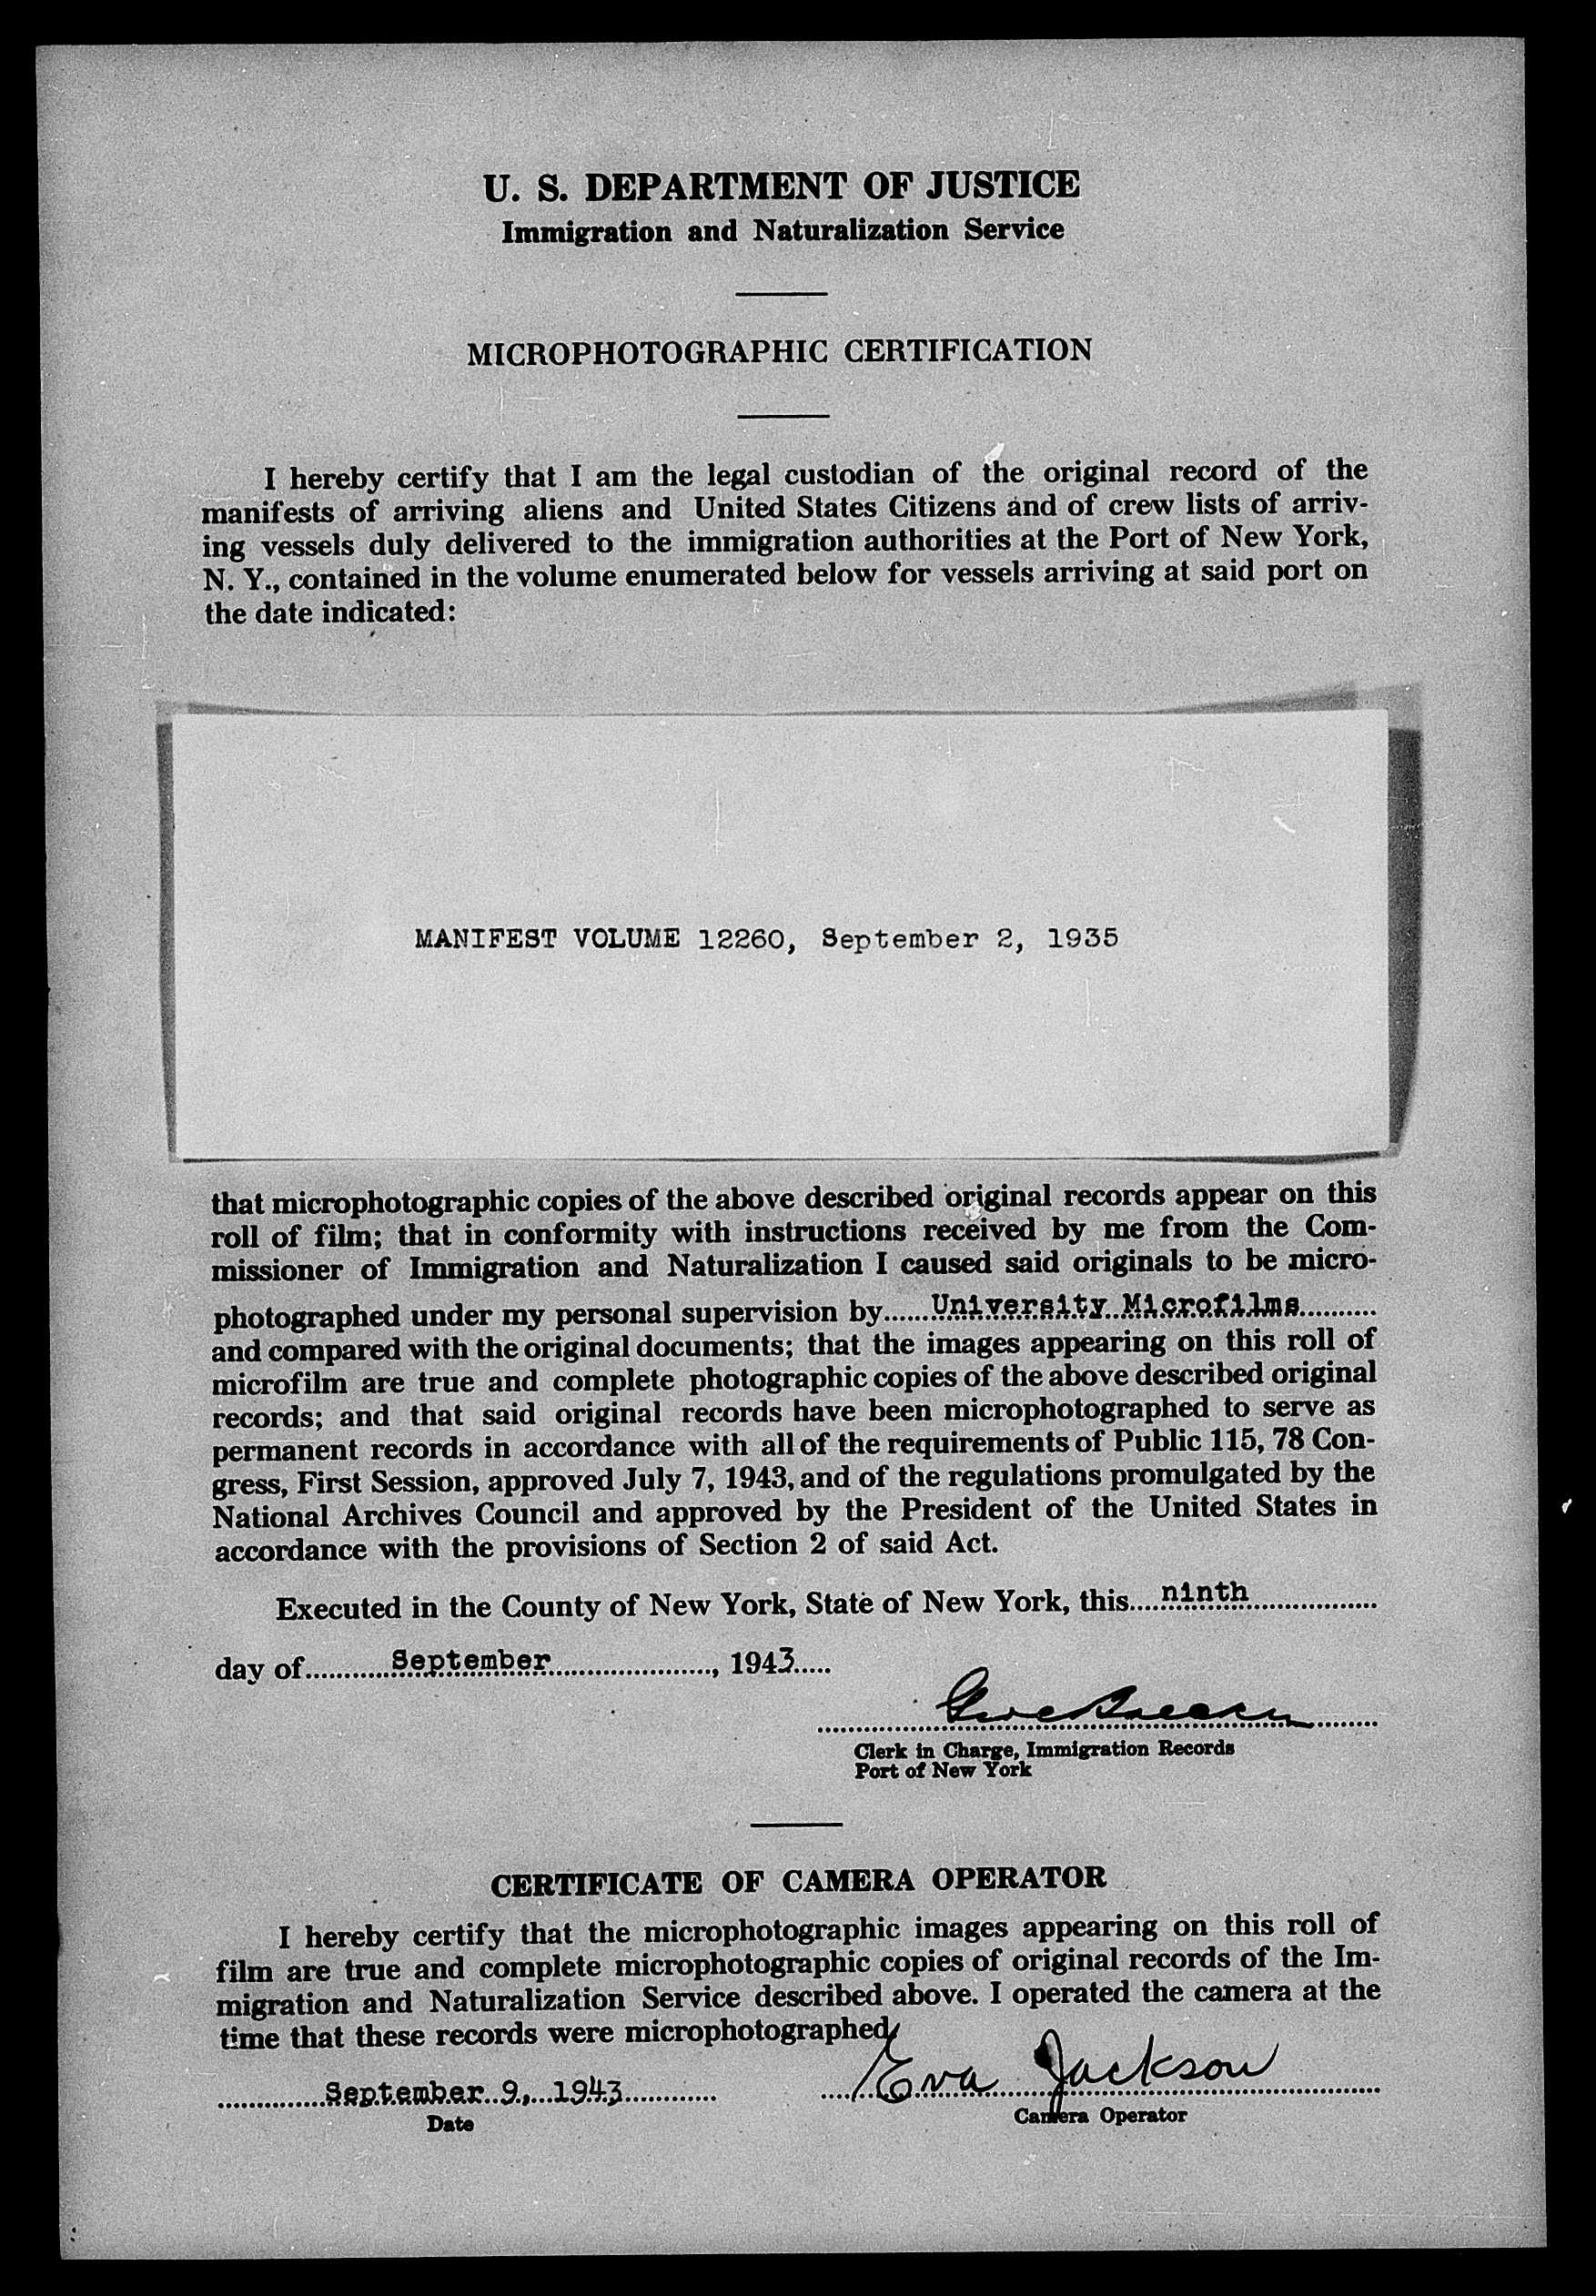 U. S. DEPARTMENT OF JUSTICE
Immigration and Naturalization Service
MICROPHOTOGRAPHIC CERTIFICATION
I hereby certify that I am the legal custodian of the original record of the
manifests of arriving aliens and United States Citizens and of crew lists of arriv-
ing vessels duly delivered to the immigration authorities at the Port of New York,
N. Y., contained in the volume enumerated below for vessels arriving at said port on
the date indicated:
MANIFEST VOLUME 12260, September 2, 1935
that microphotographic copies of the above described original records appear on this
roll of film; that in conformity with instructions received by me from the Com-
missioner of Immigration and Naturalization I caused said originals to be micro-
photographed under my personal supervision by University Microfilms
and compared with the original documents; that the images appearing on this roll of
microfilm are true and complete photographic copies of the above described original
records; and that said original records have been microphotographed to serve as
permanent records in accordance with all of the requirements of Public 115, 78 Con-
gress, First Session, approved July 7, 1943, and of the regulations promulgated by the
National Archives Council and approved by the President of the United States in
accordance with the provisions of Section 2 of said Act.
Executed in the County of New York, State of New York, this ninth
day of September, 1943
Clerk in Charge, Immigration Records
Port of New York
CERTIFICATE OF CAMERA OPERATOR
I hereby certify that the microphotographic images appearing on this roll of
film are true and complete microphotographic copies of original records of the Im-
migration and Naturalization Service described above. I operated the camera at the
time that these records were microphotographed
September 9, 1943 Eva Jackson
Date Camera Operator